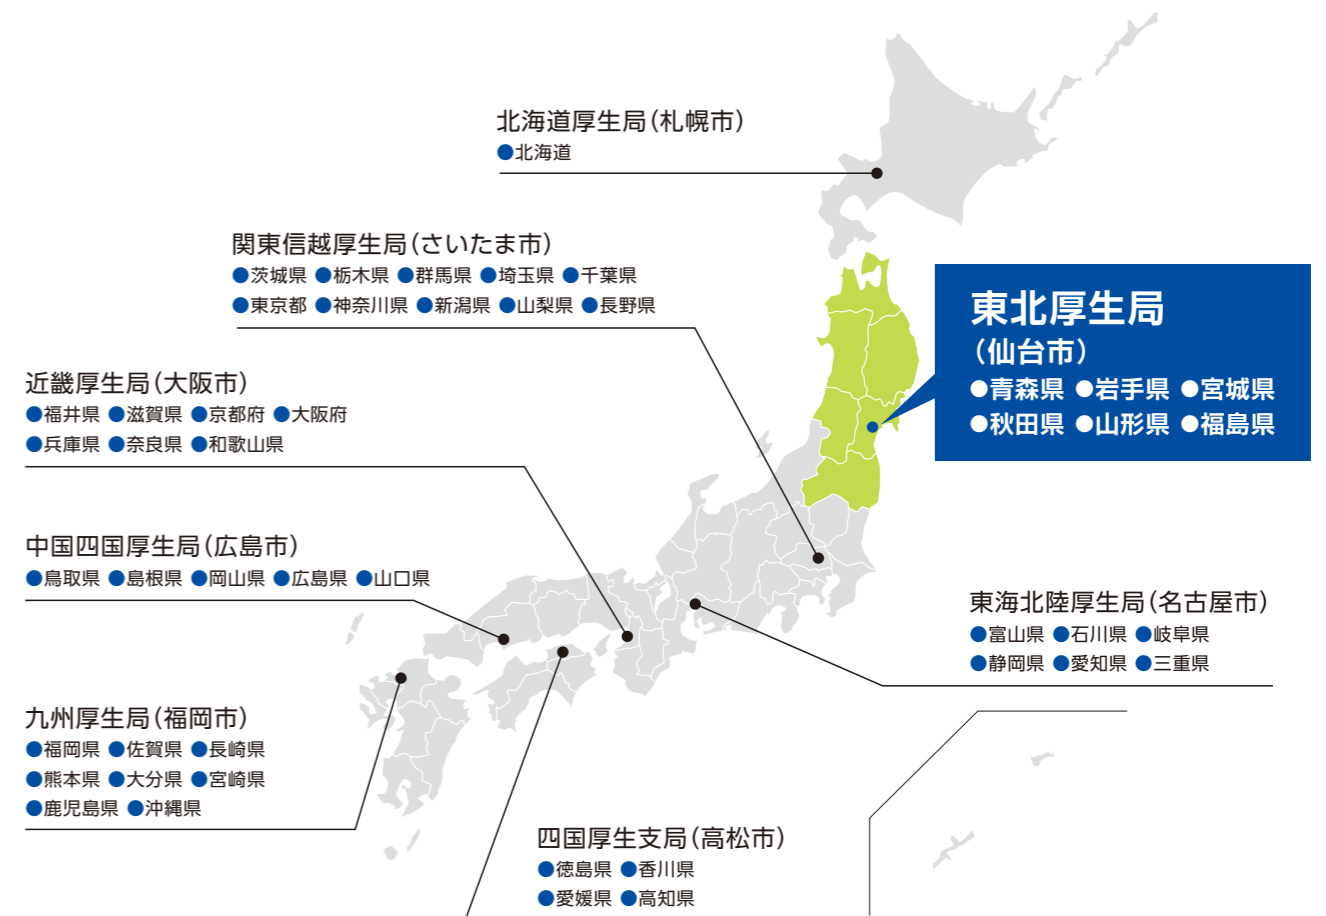 北海道厚生局（札幌市）
●北海道
関東信越厚生局（さいたま市）
●茨城県 ●栃木県 ●群馬県 ●埼玉県 ●千葉県
●東京都 ●神奈川県 ●新潟県 ●山梨県 ●長野県
東北厚生局
（仙台市）
●青森県 ●岩手県 ●宮城県
●秋田県 ●山形県 ●福島県
近畿厚生局（大阪市）
●福井県 ●滋賀県 ●京都府 ●大阪府
●兵庫県 ●奈良県 ●和歌山県
中国四国厚生局（広島市）
●鳥取県 ●島根県 ●岡山県 ●広島県 ●山口県
東海北陸厚生局（名古屋市）
●富山県 ●石川県 ●岐阜県
●静岡県 ●愛知県 ●三重県
九州厚生局（福岡市）
●福岡県 ●佐賀県 ●長崎県
●熊本県 ●大分県 ●宮崎県
●鹿児島県 ●沖縄県
四国厚生支局（高松市）
●徳島県 ●香川県
●愛媛県 ●高知県